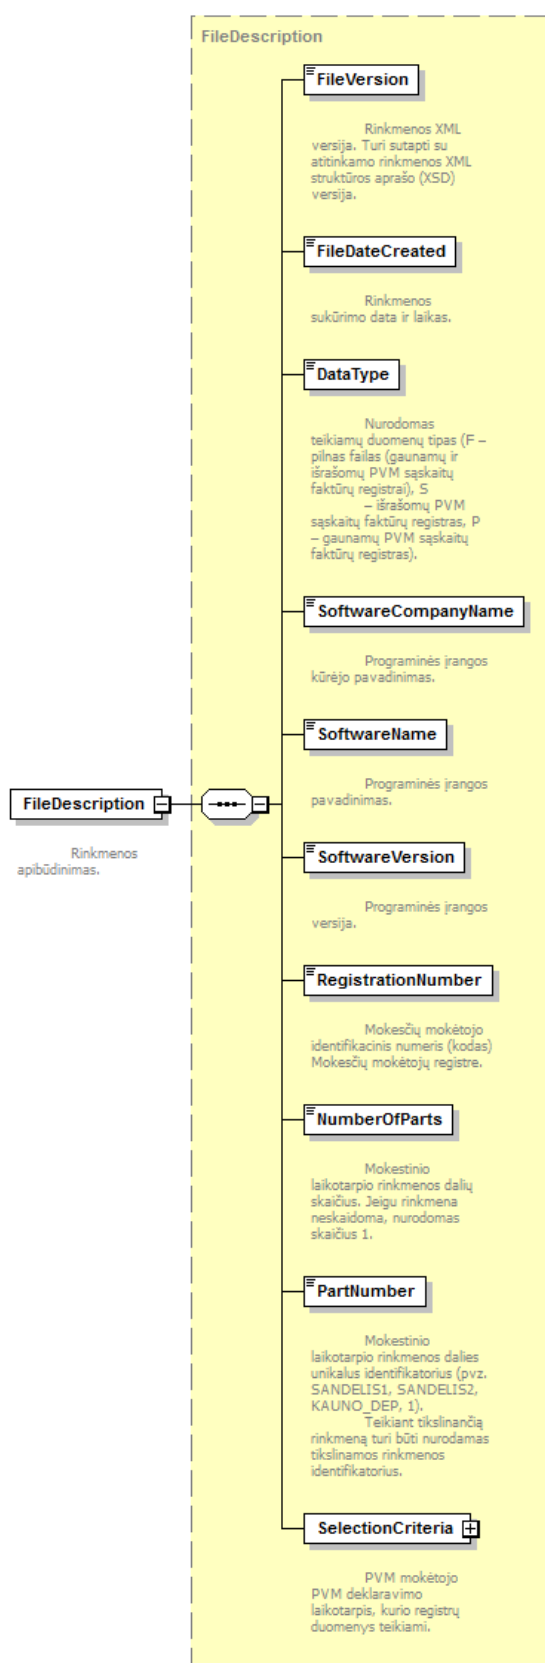 FileDescription
FileVersion
Rinkmenos XML
versija. Turi sutapti su
atitinkamo rinkmenos XML
struktūros aprašo (XSD)
versija.
FileDateCreated
Rinkmenos
sukūrimo data ir laikas.
DataType
Nurodomas
teikiamų duomenų tipas (F –
pilnas failas (gaunamų ir
išrašomų PVM sąskaitų
faktūrų registrai), S
– išrašomų PVM
sąskaitų faktūrų registras, P
– gaunamų PVM sąskaitų
faktūrų registras).
SoftwareCompanyName
Programinės įrangos
kūrėjo pavadinimas.
SoftwareName
Programinės įrangos
pavadinimas.
FileDescription
Rinkmenos
apibūdinimas.
SoftwareVersion
Programinės įrangos
versija.
RegistrationNumber
Mokesčių mokėtojo
identifikacinis numeris (kodas)
Mokesčių mokėtojų registre.
NumberOfParts
Mokestinio
laikotarpio rinkmenos dalių
skaičius. Jeigu rinkmena
neskaidoma, nurodomas
skaičius 1.
PartNumber
Mokestinio
laikotarpio rinkmenos dalies
unikalus identifikatorius (pvz.
SANDELIS1, SANDELIS2,
KAUNO_DEP, 1).
Teikiant tikslinančią
rinkmeną turi būti nurodamas
tikslinamos rinkmenos
identifikatorius.
SelectionCriteria
PVM mokėtojo
PVM deklaravimo
laikotarpis, kurio registrų
duomenys teikiami.